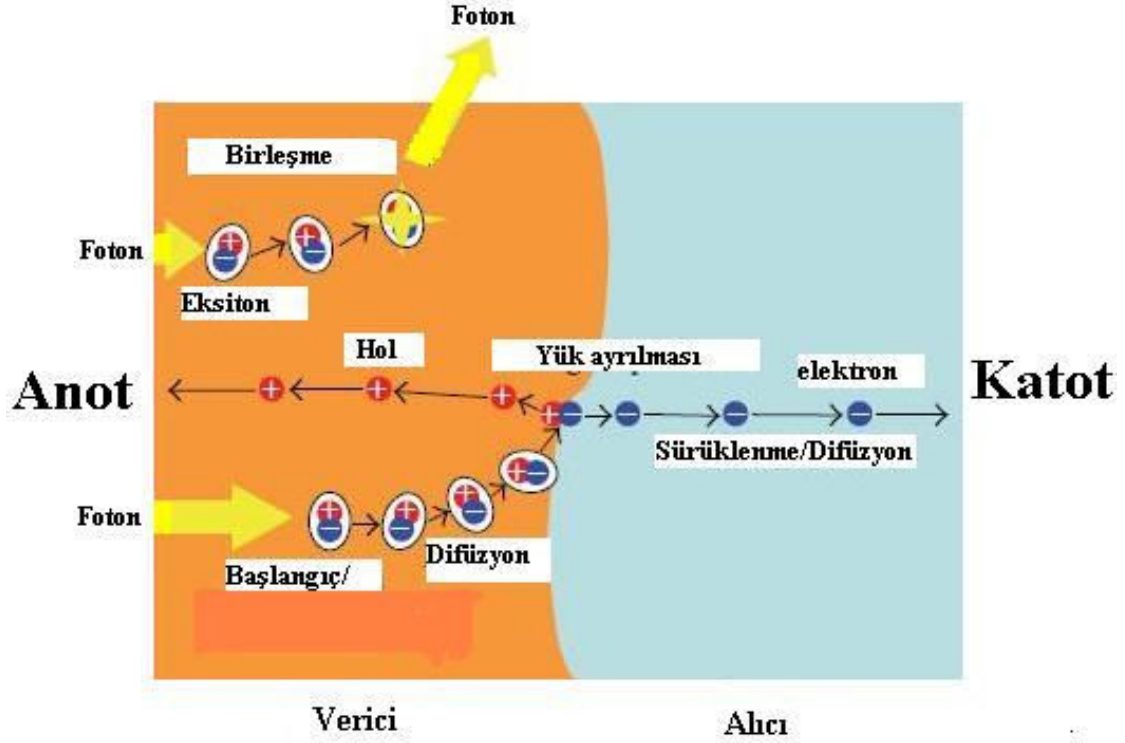 Foton
Birleşme
Foton
Eksiton
Hol
Yük ayrılması
elektron
Anot
Katot
Sürüklenme/Difüzyon
Foton
Difüzyon
Başlangıç/
Verici
Alıcı